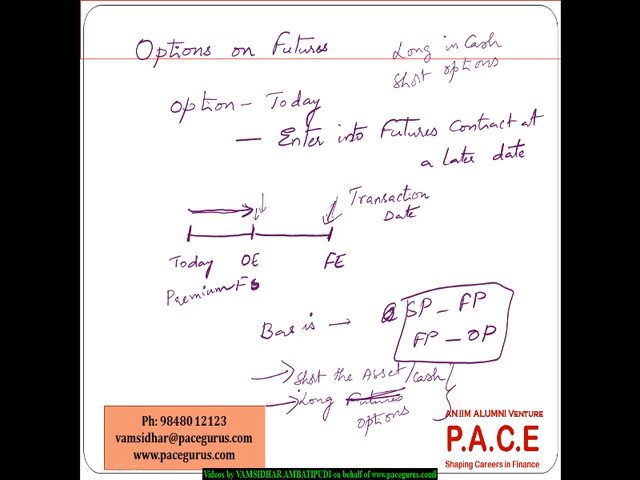 Options on Futures
Long in Cash
Short options
Option - Today
- Enter into Futures Contract at
a later date
Transaction
Date
Today OE FE
Premium
Basis → SP - FP
FP - OP
→ Short the Asset/Cash/
→ Long Futures
options
Ph: 9848012123
vamsidhar@pacegurus.com
www.pacegurus.com
AN IIM ALUMNI VENTURE
P.A.C.E
Shaping Careers in Finance
Videos by VAMSIDHAR AMBATIPUDI on behalf of www.pacegurus.com